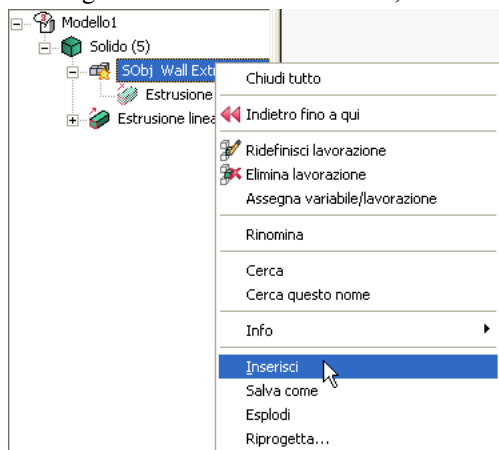 Modello1
Solido (5)
SObj Wall Ext
Estrusione
Estrusione linea
Chiudi tutto
Indietro fino a qui
Ridefinisci lavorazione
Elimina lavorazione
Assegna variabile/lavorazione
Rinomina
Cerca
Cerca questo nome
Info
Inserisci
Salva come
Esplodi
Riprogetta...